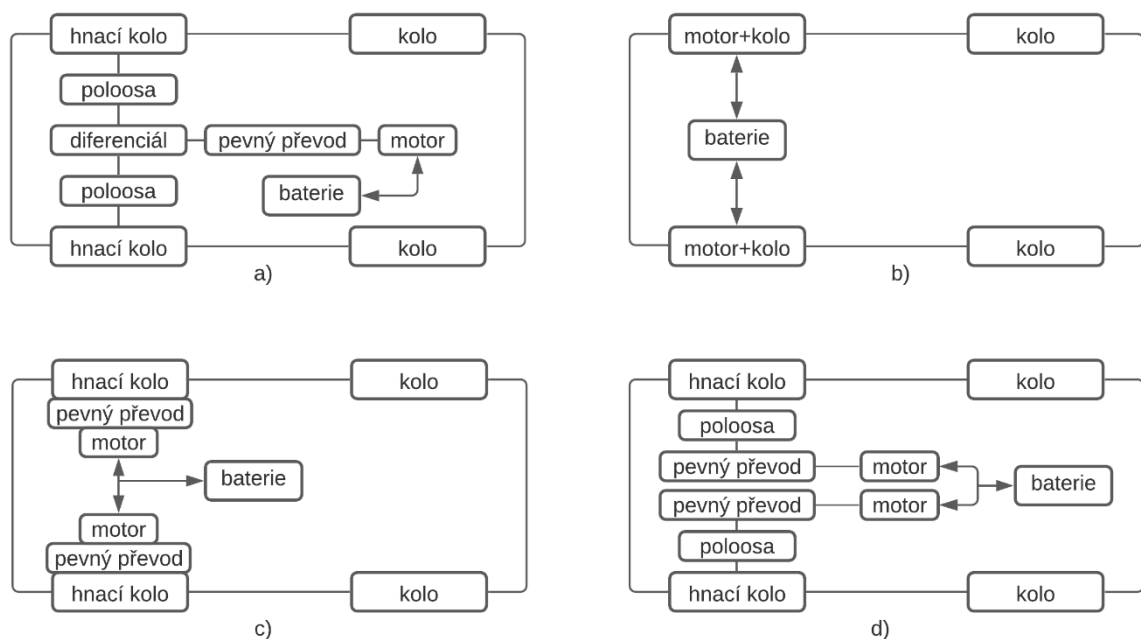 hnací kolo
kolo
poloosa
diferenciál
pevný převod
motor
baterie
poloosa
hnací kolo
kolo
a)
motor+kolo
kolo
baterie
motor+kolo
kolo
b)
hnací kolo
kolo
pevný převod
motor
baterie
motor
pevný převod
hnací kolo
kolo
c)
hnací kolo
kolo
poloosa
pevný převod
motor
baterie
pevný převod
motor
poloosa
hnací kolo
kolo
d)